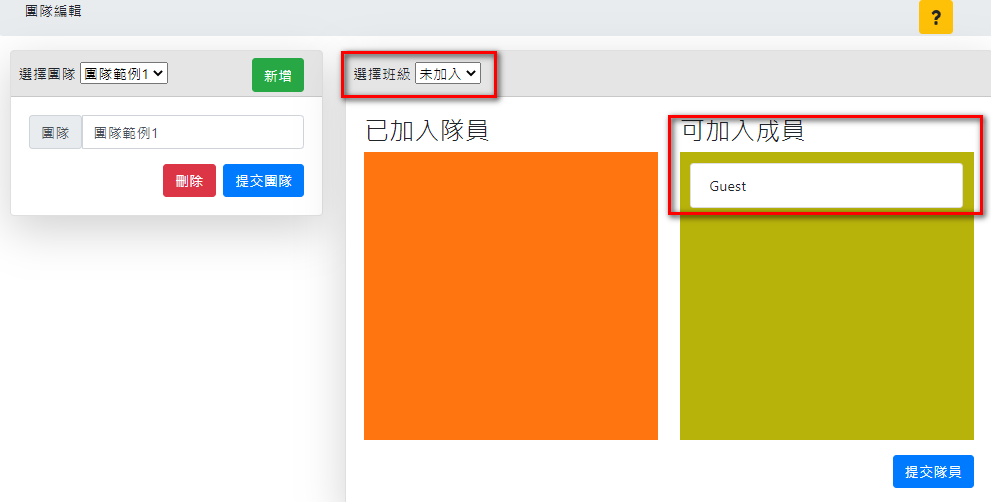 團隊編輯
?
選擇團隊 團隊範例1 新增
團隊 團隊範例1
刪除 提交團隊
選擇班級 未加入
已加入隊員
可加入成員
Guest
提交隊員